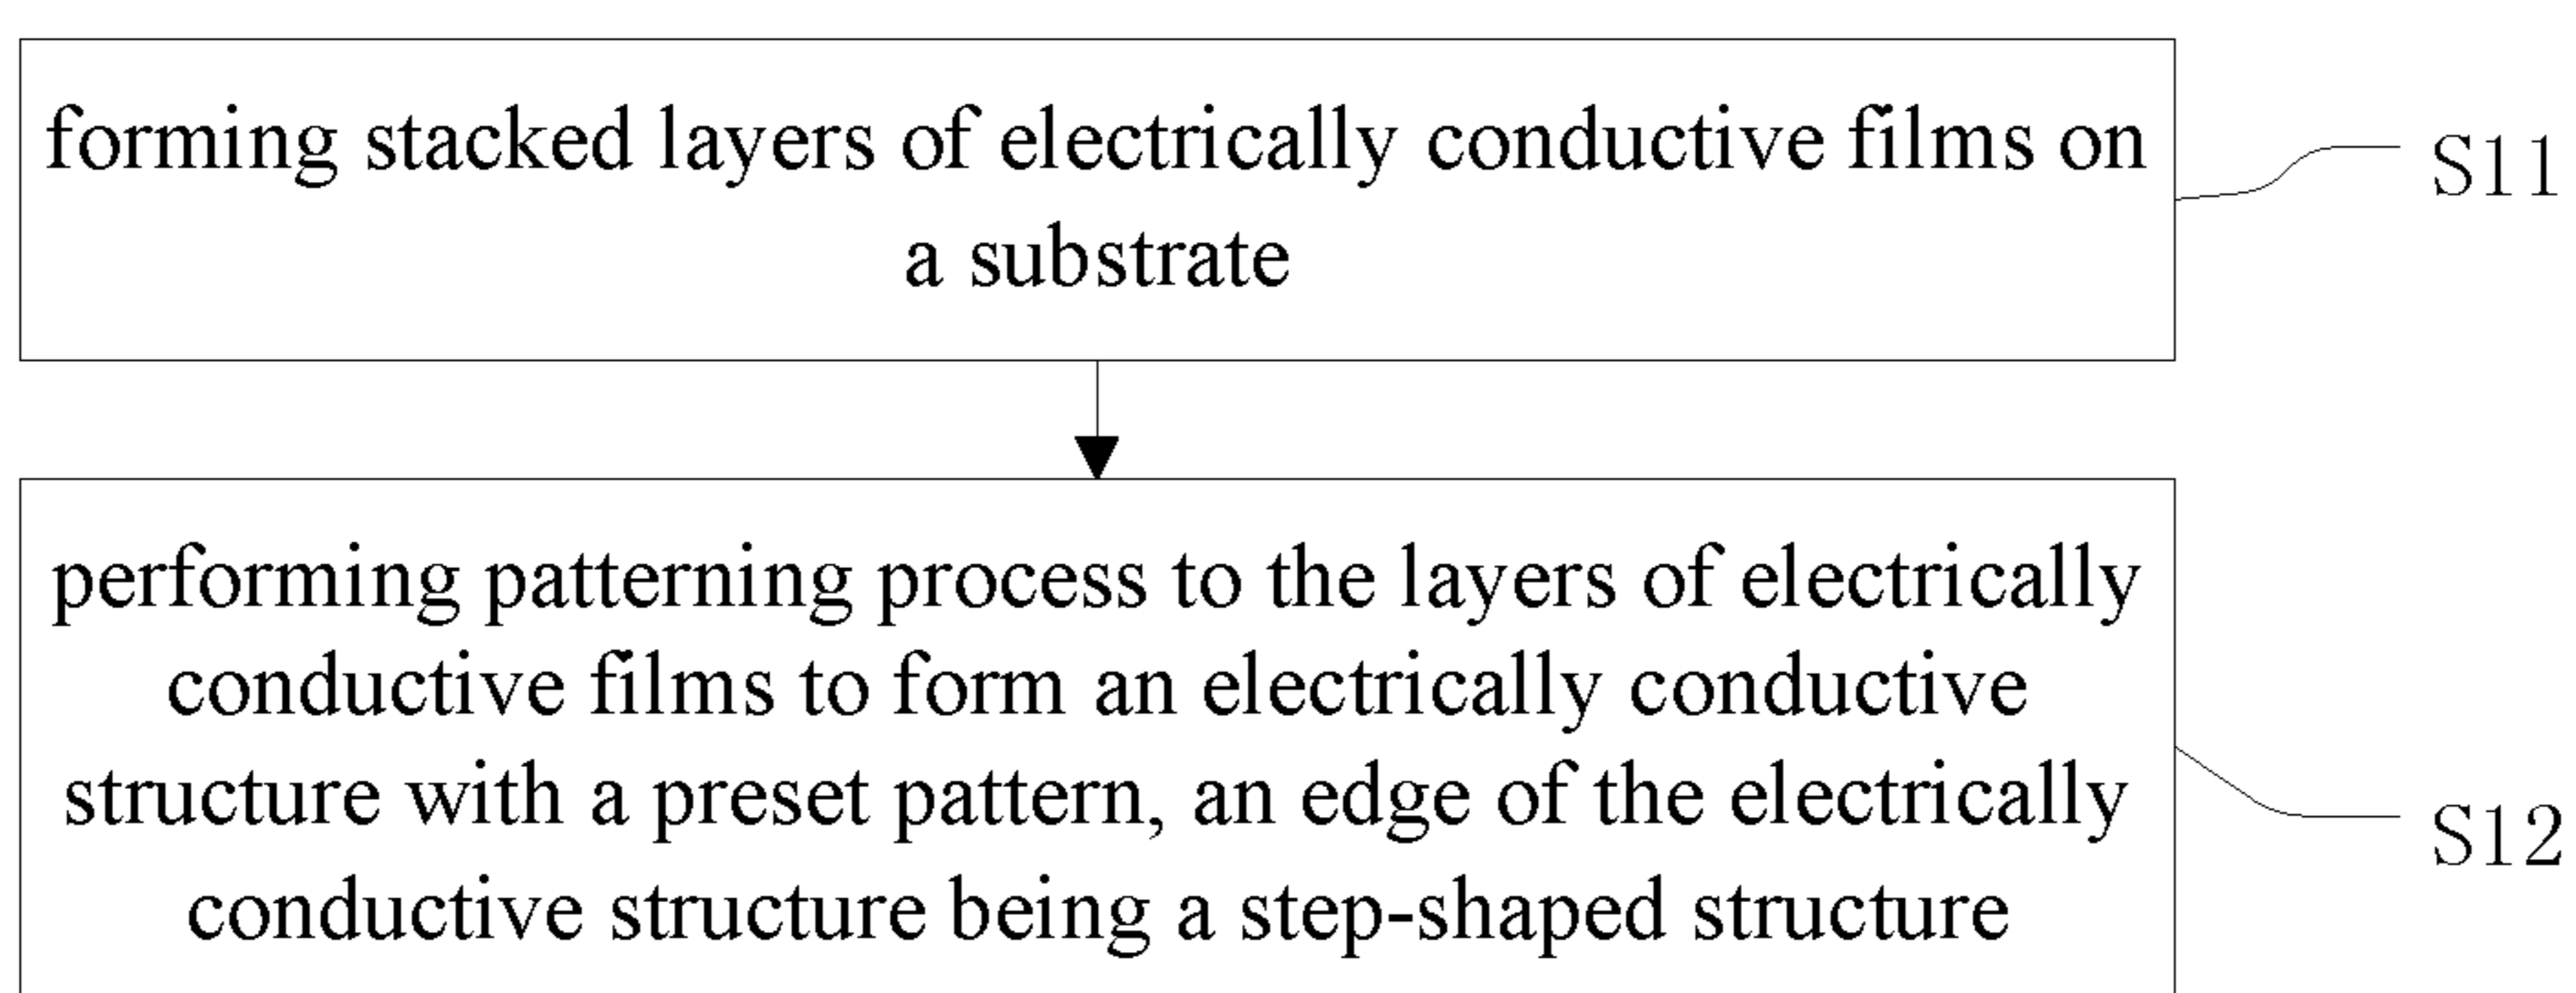 forming stacked layers of electrically conductive films on
a substrate
S11
performing patterning process to the layers of electrically
conductive films to form an electrically conductive
structure with a preset pattern, an edge of the electrically
conductive structure being a step-shaped structure
S12